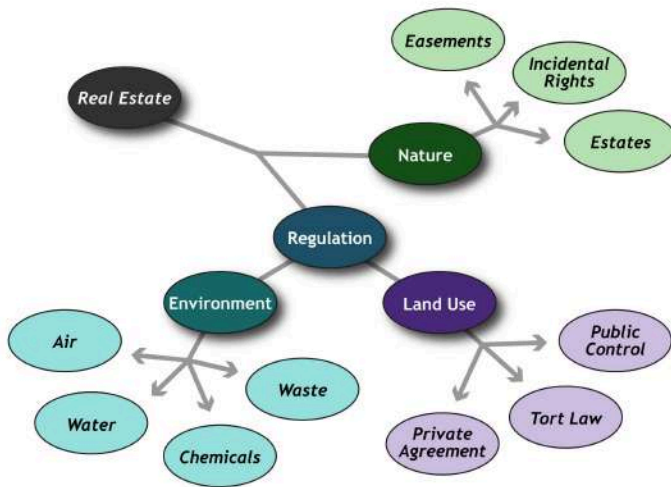 Easements
Incidental
Rights
Real Estate
Estates
Nature
Regulation
Environment
Land Use
Air
Public
Control
Waste
Water
Tort Law
Private
Agreement
Chemicals